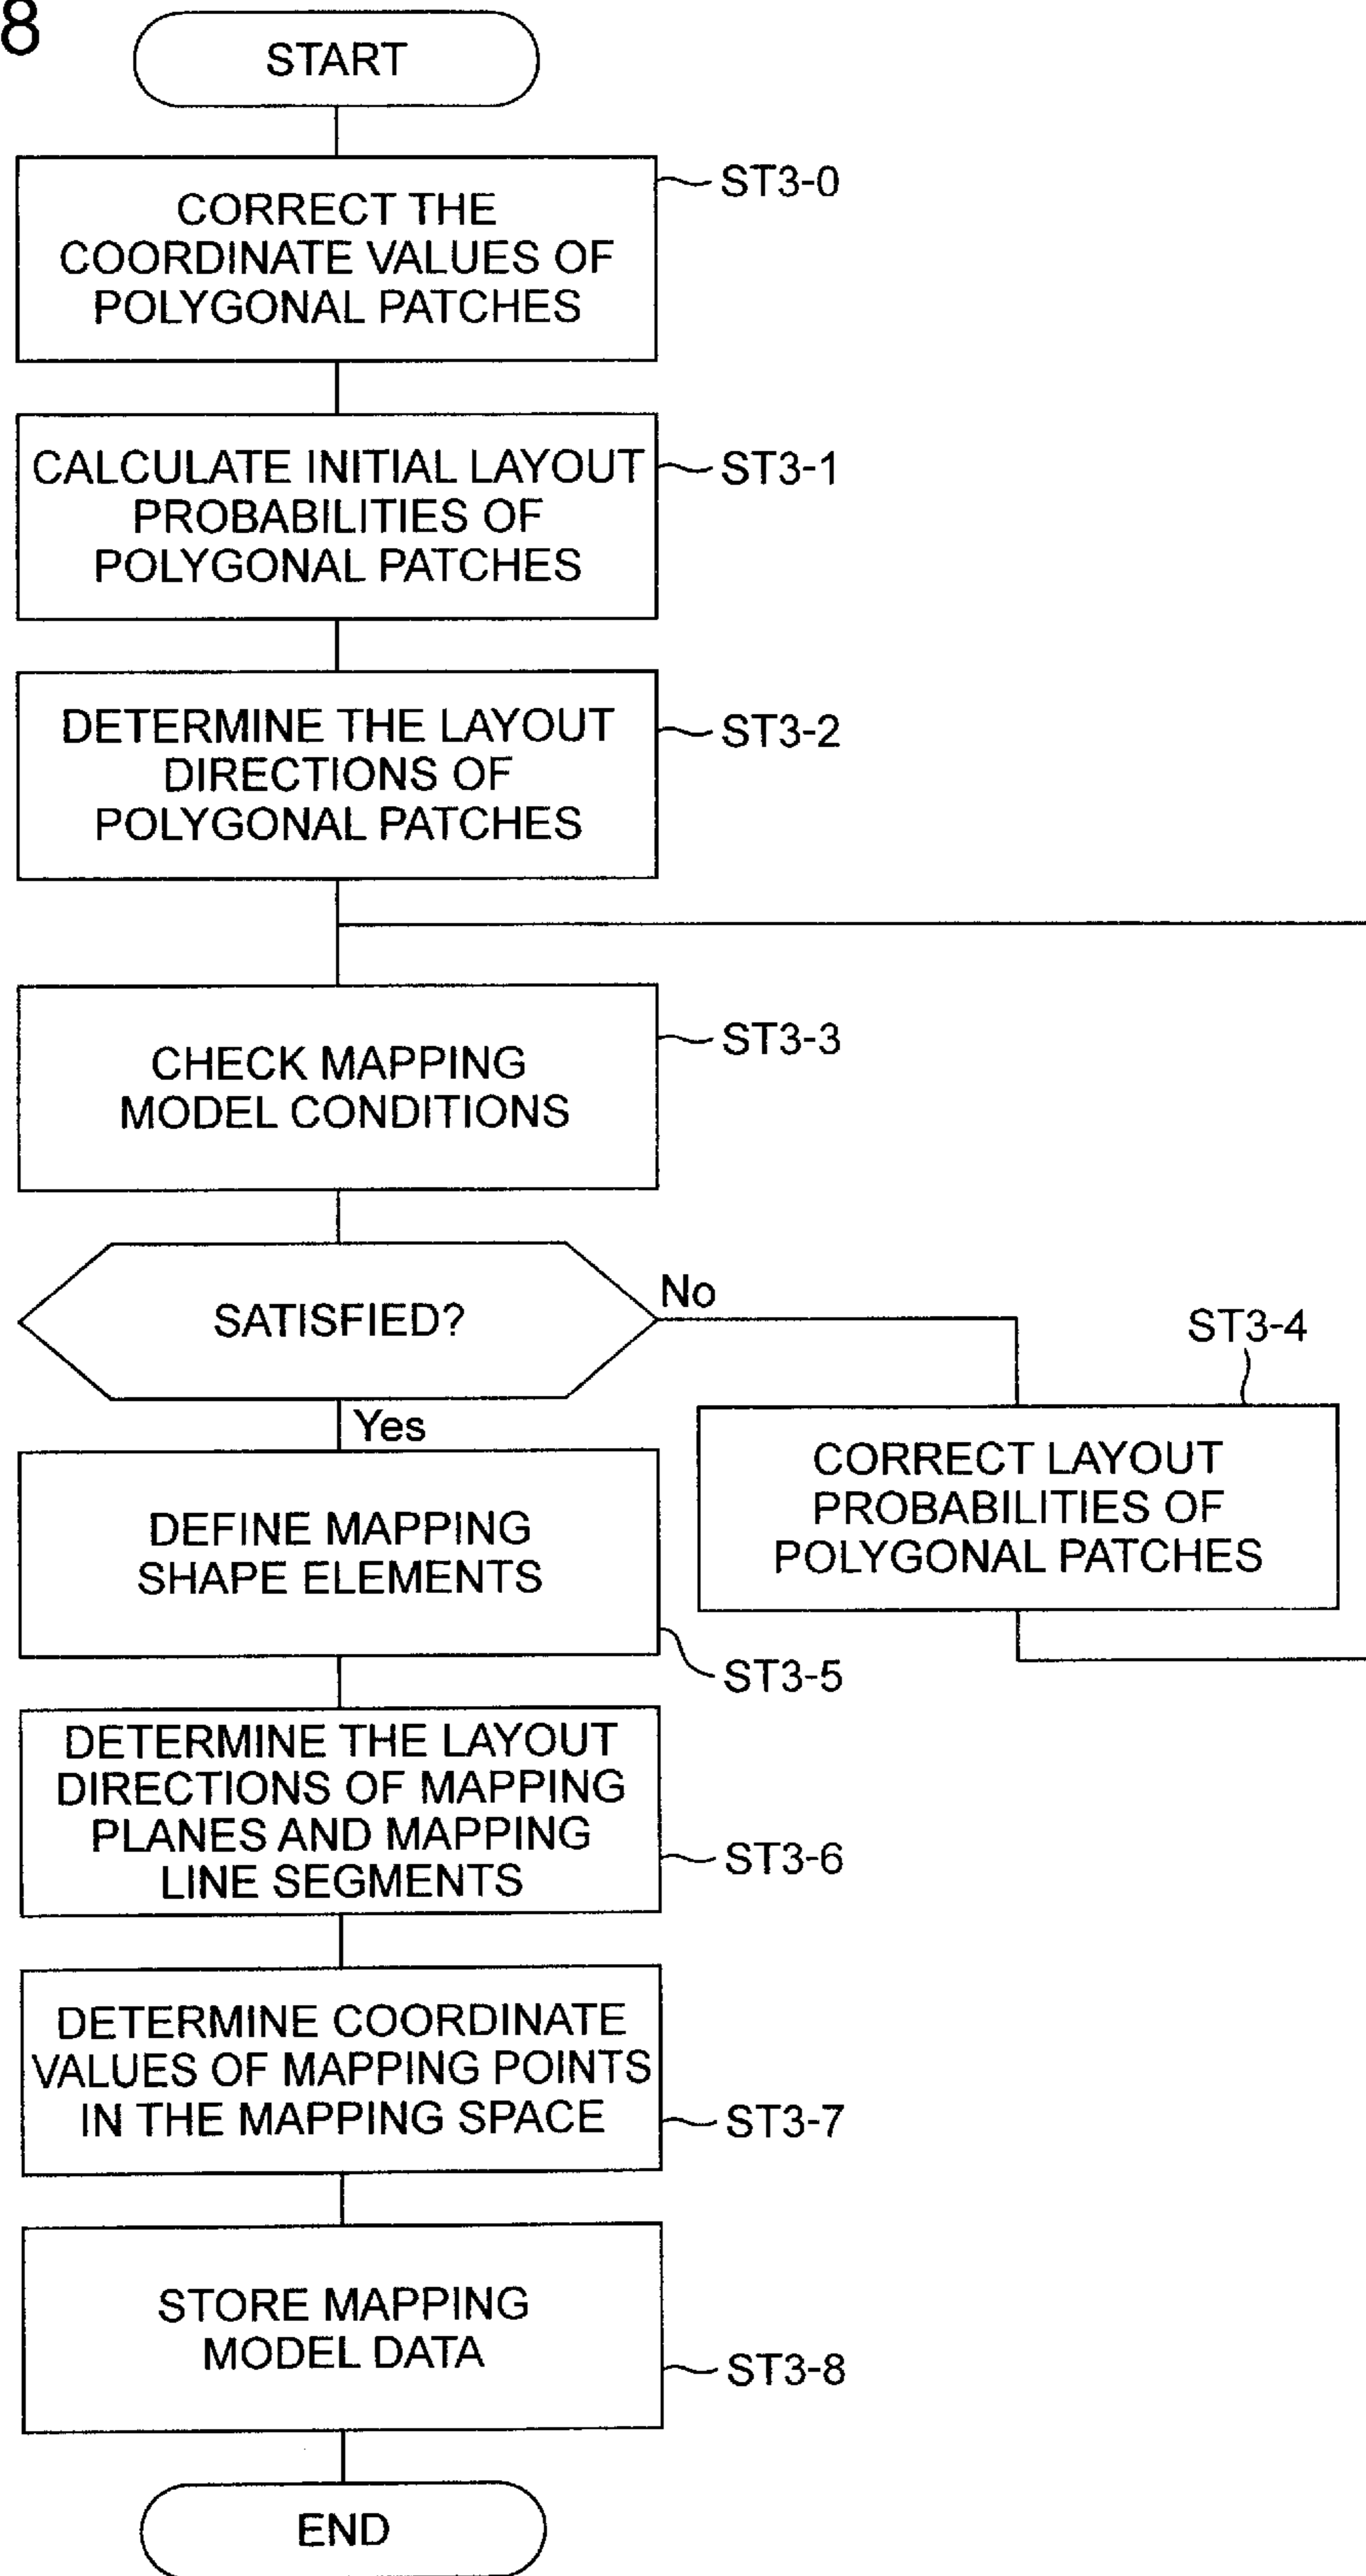 8
START
CORRECT THE
COORDINATE VALUES OF
POLYGONAL PATCHES
ST3-0
CALCULATE INITIAL LAYOUT
PROBABILITIES OF
POLYGONAL PATCHES
ST3-1
DETERMINE THE LAYOUT
DIRECTIONS OF
POLYGONAL PATCHES
ST3-2
CHECK MAPPING
MODEL CONDITIONS
ST3-3
SATISFIED?
No
Yes
ST3-4
CORRECT LAYOUT
PROBABILITIES OF
POLYGONAL PATCHES
DEFINE MAPPING
SHAPE ELEMENTS
ST3-5
DETERMINE THE LAYOUT
DIRECTIONS OF MAPPING
PLANES AND MAPPING
LINE SEGMENTS
ST3-6
DETERMINE COORDINATE
VALUES OF MAPPING POINTS
IN THE MAPPING SPACE
ST3-7
STORE MAPPING
MODEL DATA
ST3-8
END